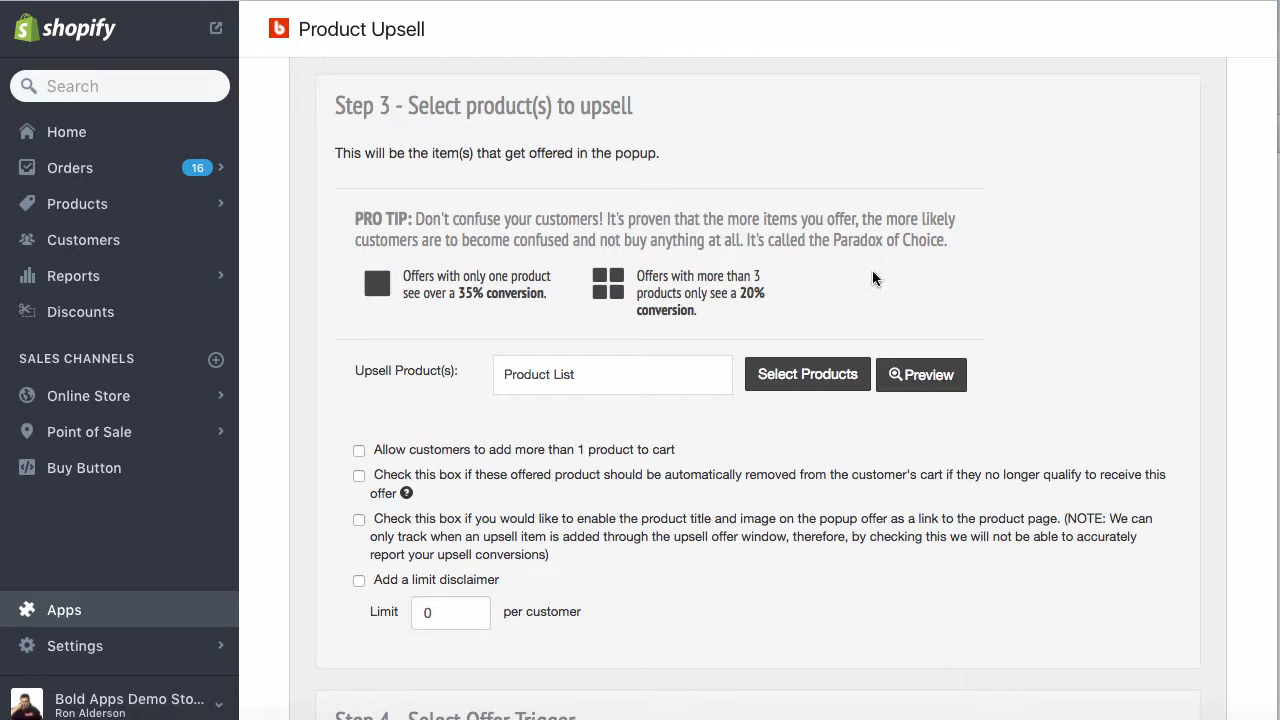 shopify
Product Upsell
Search
Home
Orders 16
Products
Customers
Reports
Discounts
SALES CHANNELS
Online Store
Point of Sale
Buy Button
Apps
Settings
Bold Apps Demo Sto...
Ron Alderson
Step 3 - Select product(s) to upsell
This will be the item(s) that get offered in the popup.
PRO TIP: Don't confuse your customers! It's proven that the more items you offer, the more likely
customers are to become confused and not buy anything at all. It's called the Paradox of Choice.
Offers with only one product
see over a 35% conversion.
Offers with more than 3
products only see a 20%
conversion.
Upsell Product(s):
Product List
Select Products
Preview
Allow customers to add more than 1 product to cart
Check this box if these offered product should be automatically removed from the customer's cart if they no longer qualify to receive this
offer ?
Check this box if you would like to enable the product title and image on the popup offer as a link to the product page. (NOTE: We can
only track when an upsell item is added through the upsell offer window, therefore, by checking this we will not be able to accurately
report your upsell conversions)
Add a limit disclaimer
Limit 0 per customer
Step 4 - Select Offer Trigger